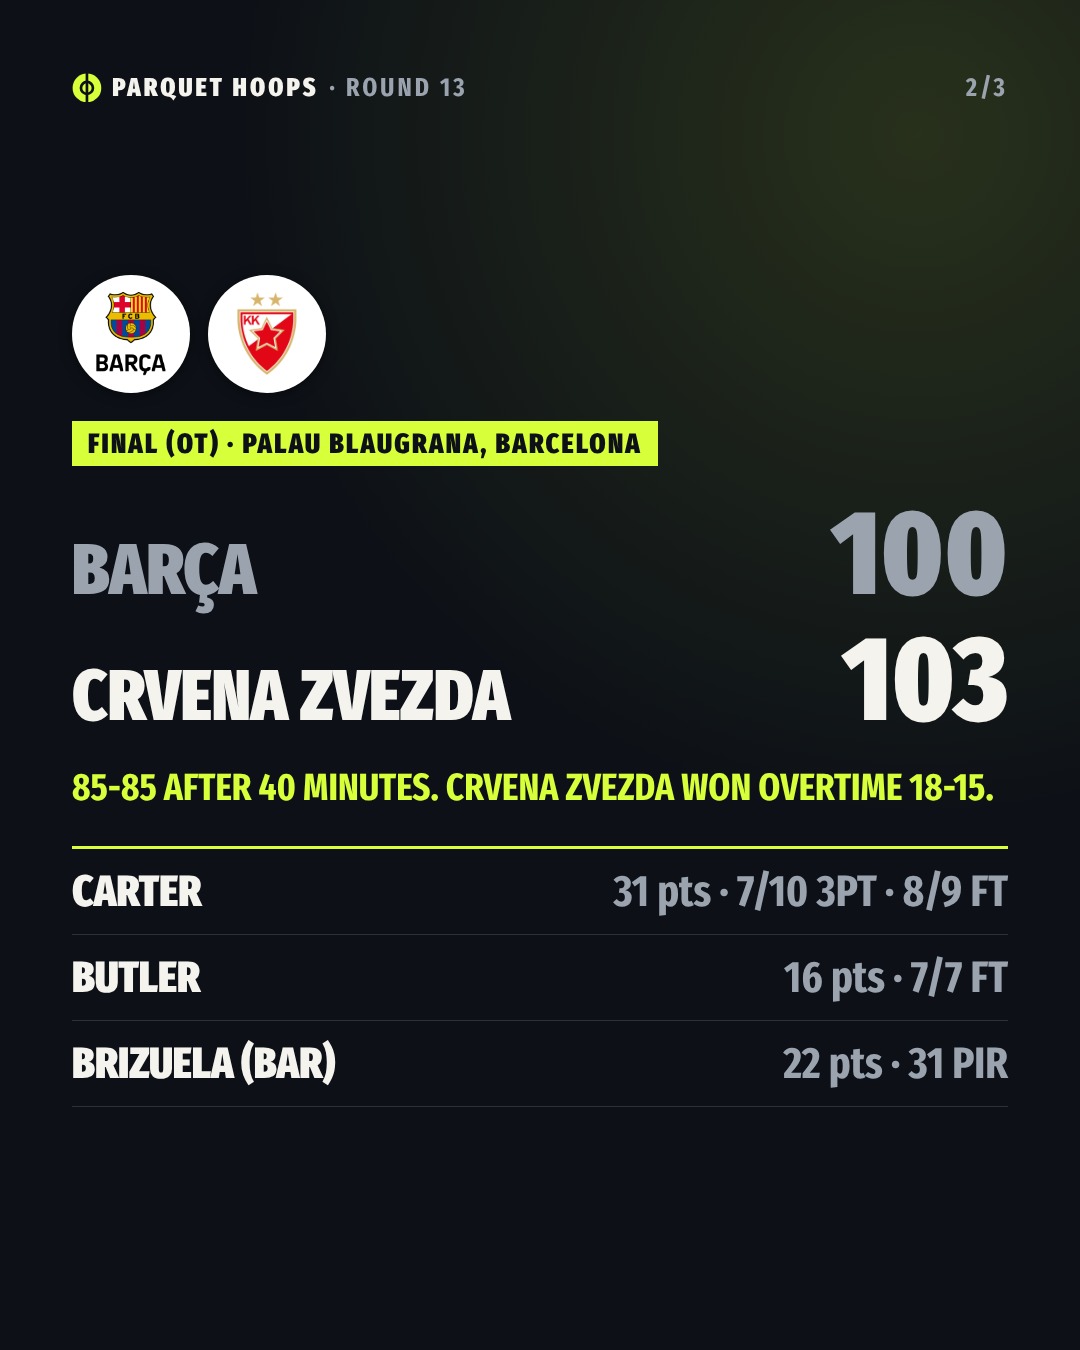 PARQUET HOOPS · ROUND 13
2/3
FCB
BARÇA
KK
FINAL (OT) · PALAU BLAUGRANA, BARCELONA
BARÇA 100
CRVENA ZVEZDA 103
85-85 AFTER 40 MINUTES. CRVENA ZVEZDA WON OVERTIME 18-15.
CARTER 31 pts · 7/10 3PT · 8/9 FT
BUTLER 16 pts · 7/7 FT
BRIZUELA (BAR) 22 pts · 31 PIR